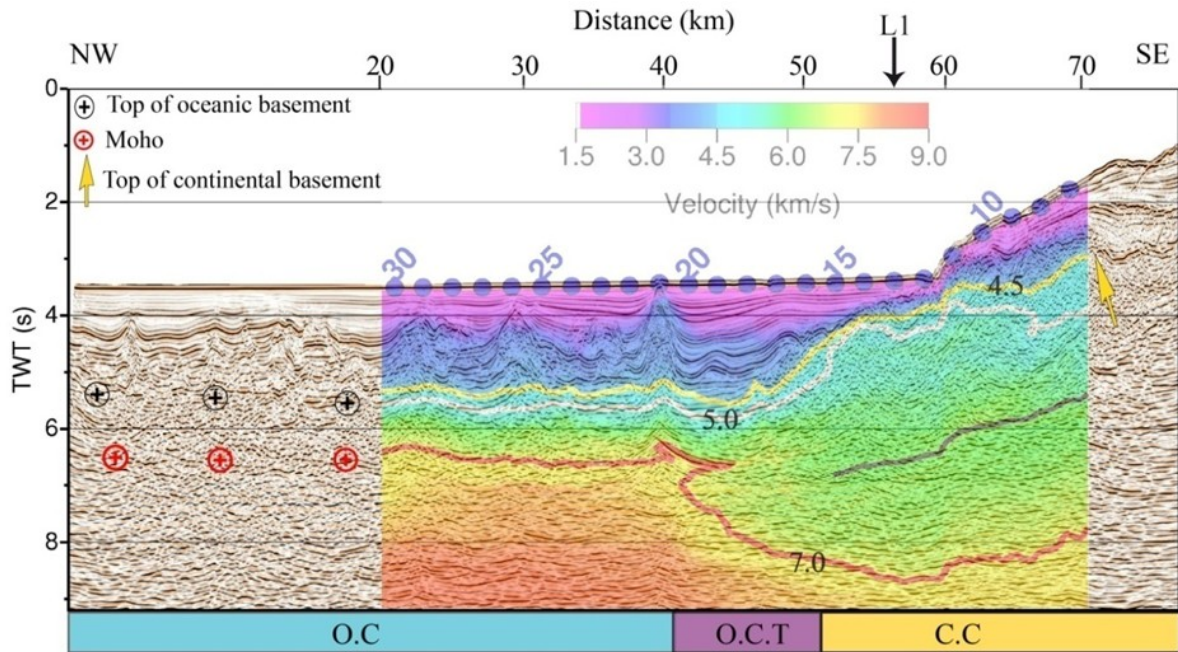 Distance (km)
L1
NW
20
30
40
50
60
70
SE
0
2
4
6
8
TWT (s)
Top of oceanic basement
Moho
Top of continental basement
1.5
3.0
4.5
6.0
7.5
9.0
Velocity (km/s)
30
25
20
15
10
4.5
5.0
7.0
O.C
O.C.T
C.C